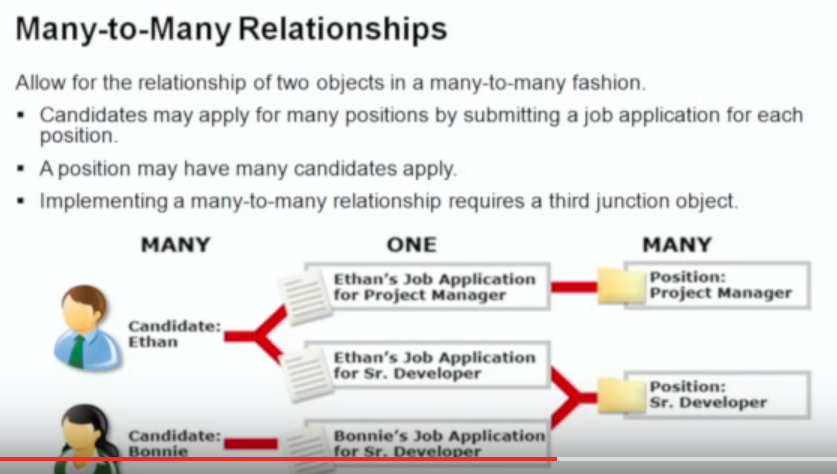 Many-to-Many Relationships
Allow for the relationship of two objects in a many-to-many fashion.
▪ Candidates may apply for many positions by submitting a job application for each
position.
▪ A position may have many candidates apply.
▪ Implementing a many-to-many relationship requires a third junction object.
MANY ONE MANY
Ethan's Job Application
for Project Manager
Position:
Project Manager
Candidate:
Ethan
Ethan's Job Application
for Sr. Developer
Position:
Sr. Developer
Candidate:
Bonnie
Bonnie's Job Application
for Sr. Developer